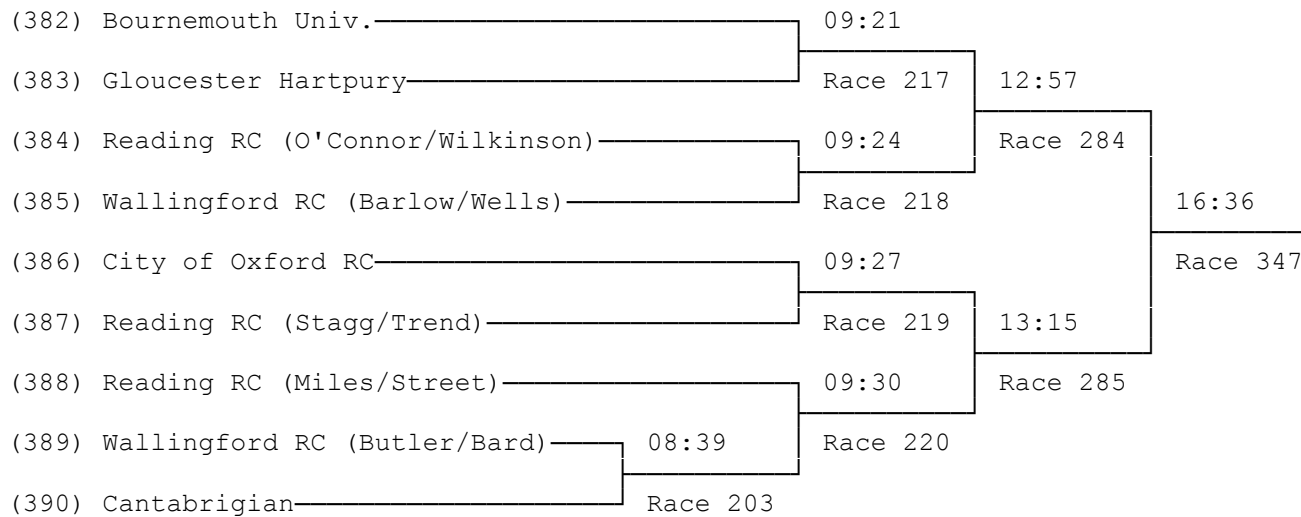 (382) Bournemouth Univ. 09:21
(383) Gloucester Hartpury Race 217 12:57
(384) Reading RC (O'Connor/Wilkinson) 09:24 Race 284
(385) Wallingford RC (Barlow/Wells) Race 218 16:36
(386) City of Oxford RC 09:27 Race 347
(387) Reading RC (Stagg/Trend) Race 219 13:15
(388) Reading RC (Miles/Street) 09:30 Race 285
(389) Wallingford RC (Butler/Bard) 08:39 Race 220
(390) Cantabrigian Race 203